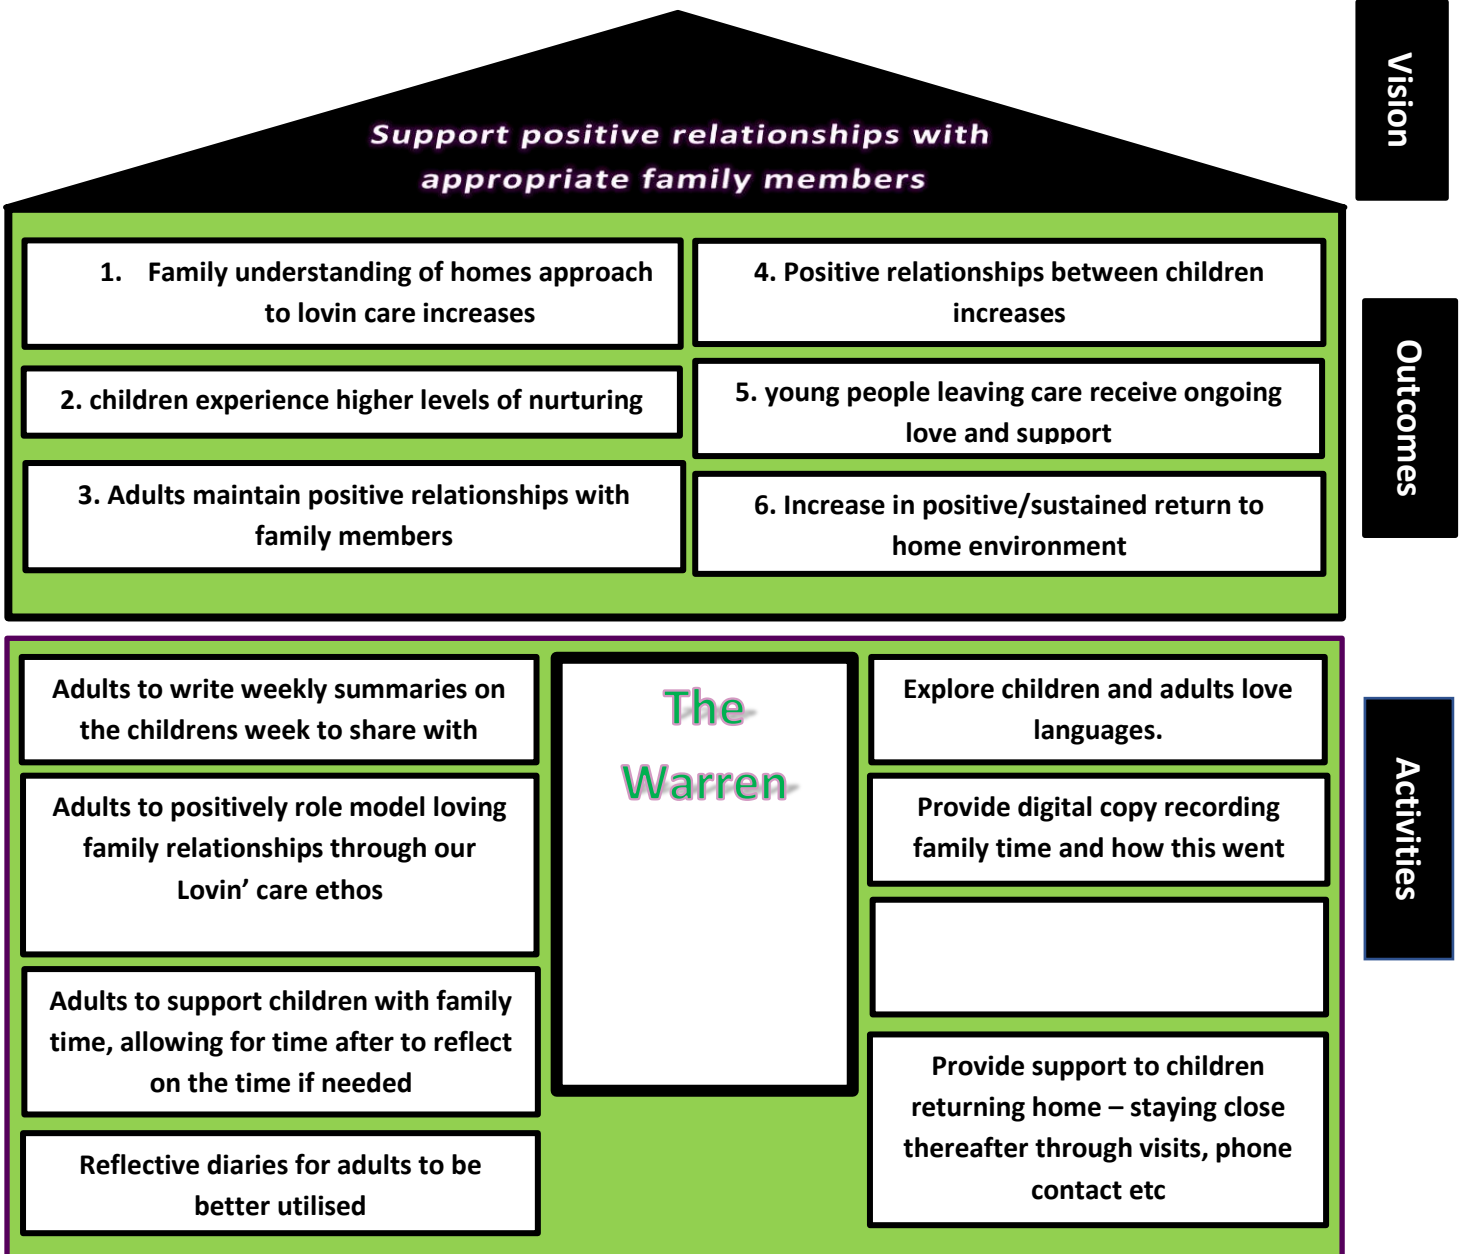 Support positive relationships with
appropriate family members
Vision
1. Family understanding of homes approach
to lovin care increases
2. children experience higher levels of nurturing
3. Adults maintain positive relationships with
family members
4. Positive relationships between children
increases
5. young people leaving care receive ongoing
love and support
6. Increase in positive/sustained return to
home environment
Outcomes
Adults to write weekly summaries on
the childrens week to share with
Adults to positively role model loving
family relationships through our
Lovin’ care ethos
Adults to support children with family
time, allowing for time after to reflect
on the time if needed
Reflective diaries for adults to be
better utilised
The
Warren
Explore children and adults love
languages.
Provide digital copy recording
family time and how this went
Provide support to children
returning home – staying close
thereafter through visits, phone
contact etc
Activities